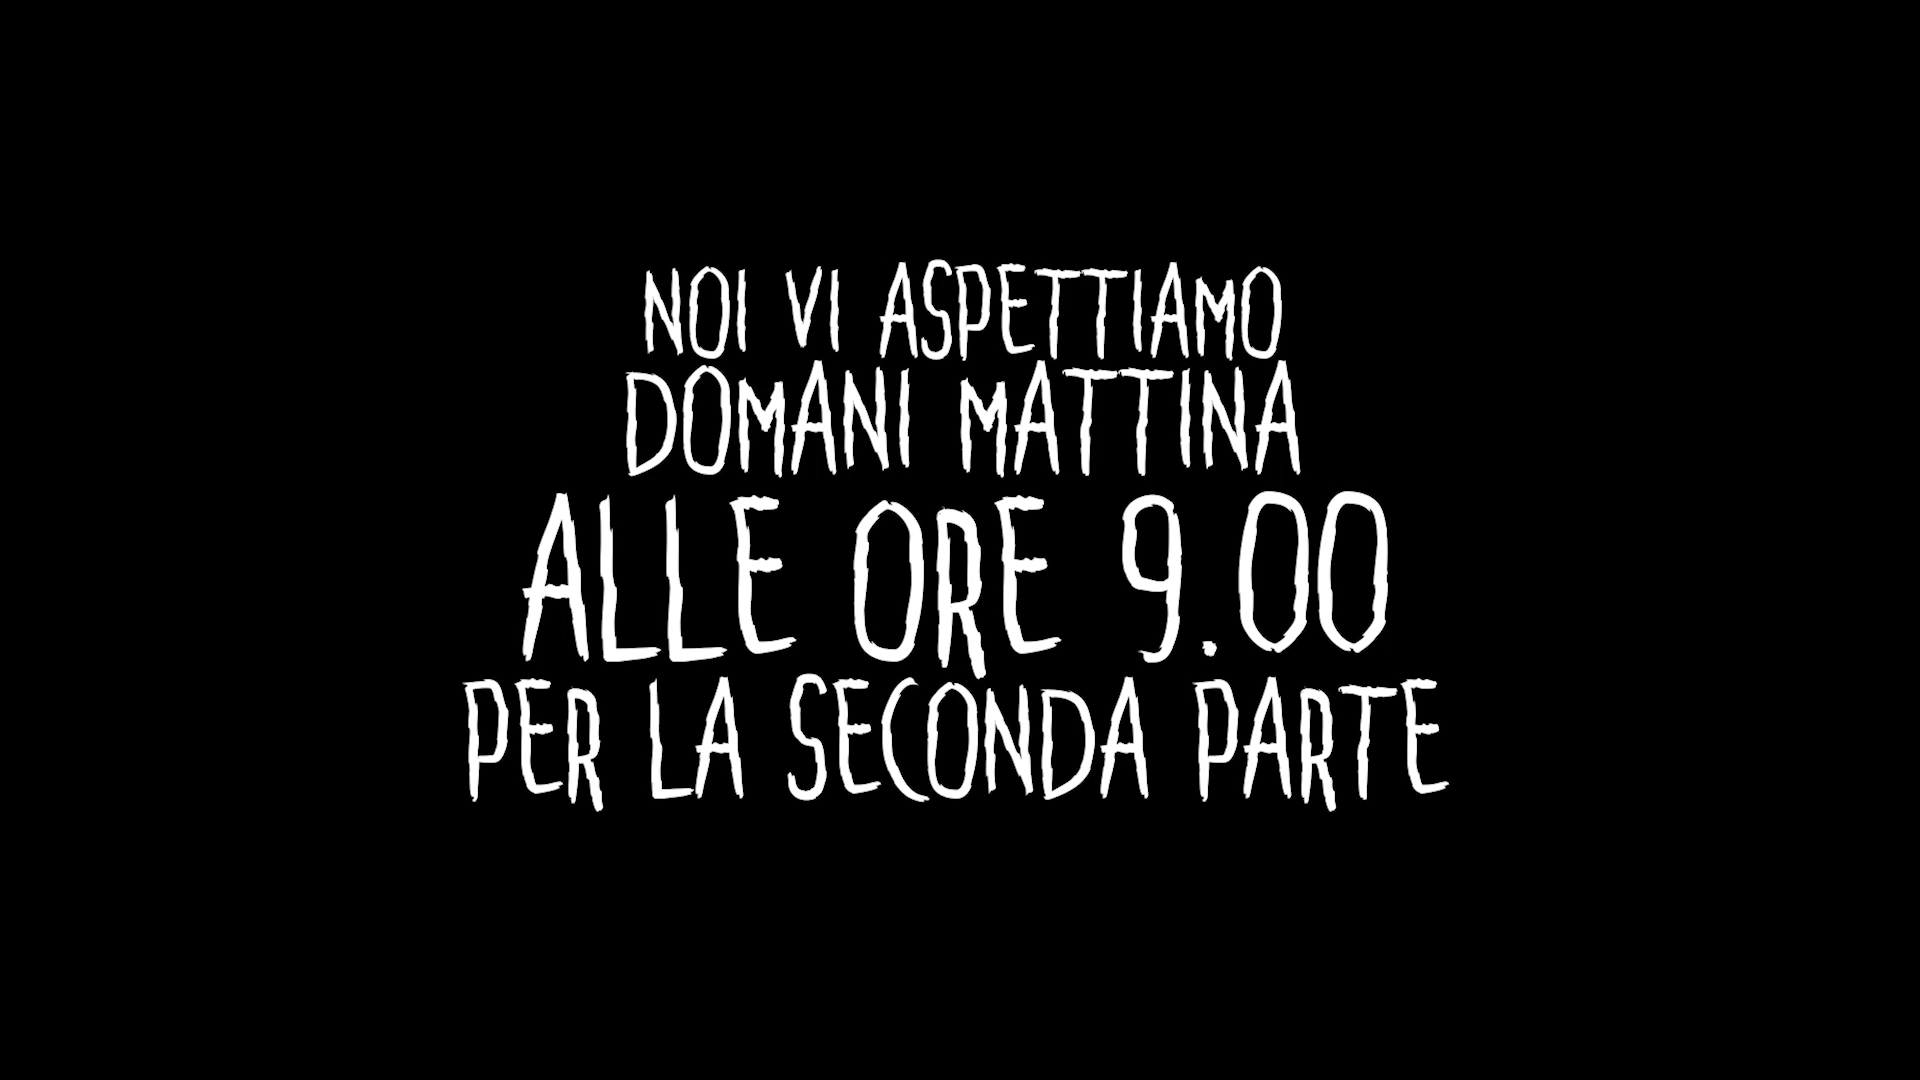 NOI VI ASPETTIAMO
DOMANI MATTINA
ALLE ORE 9.00
PER LA SECONDA PARTE